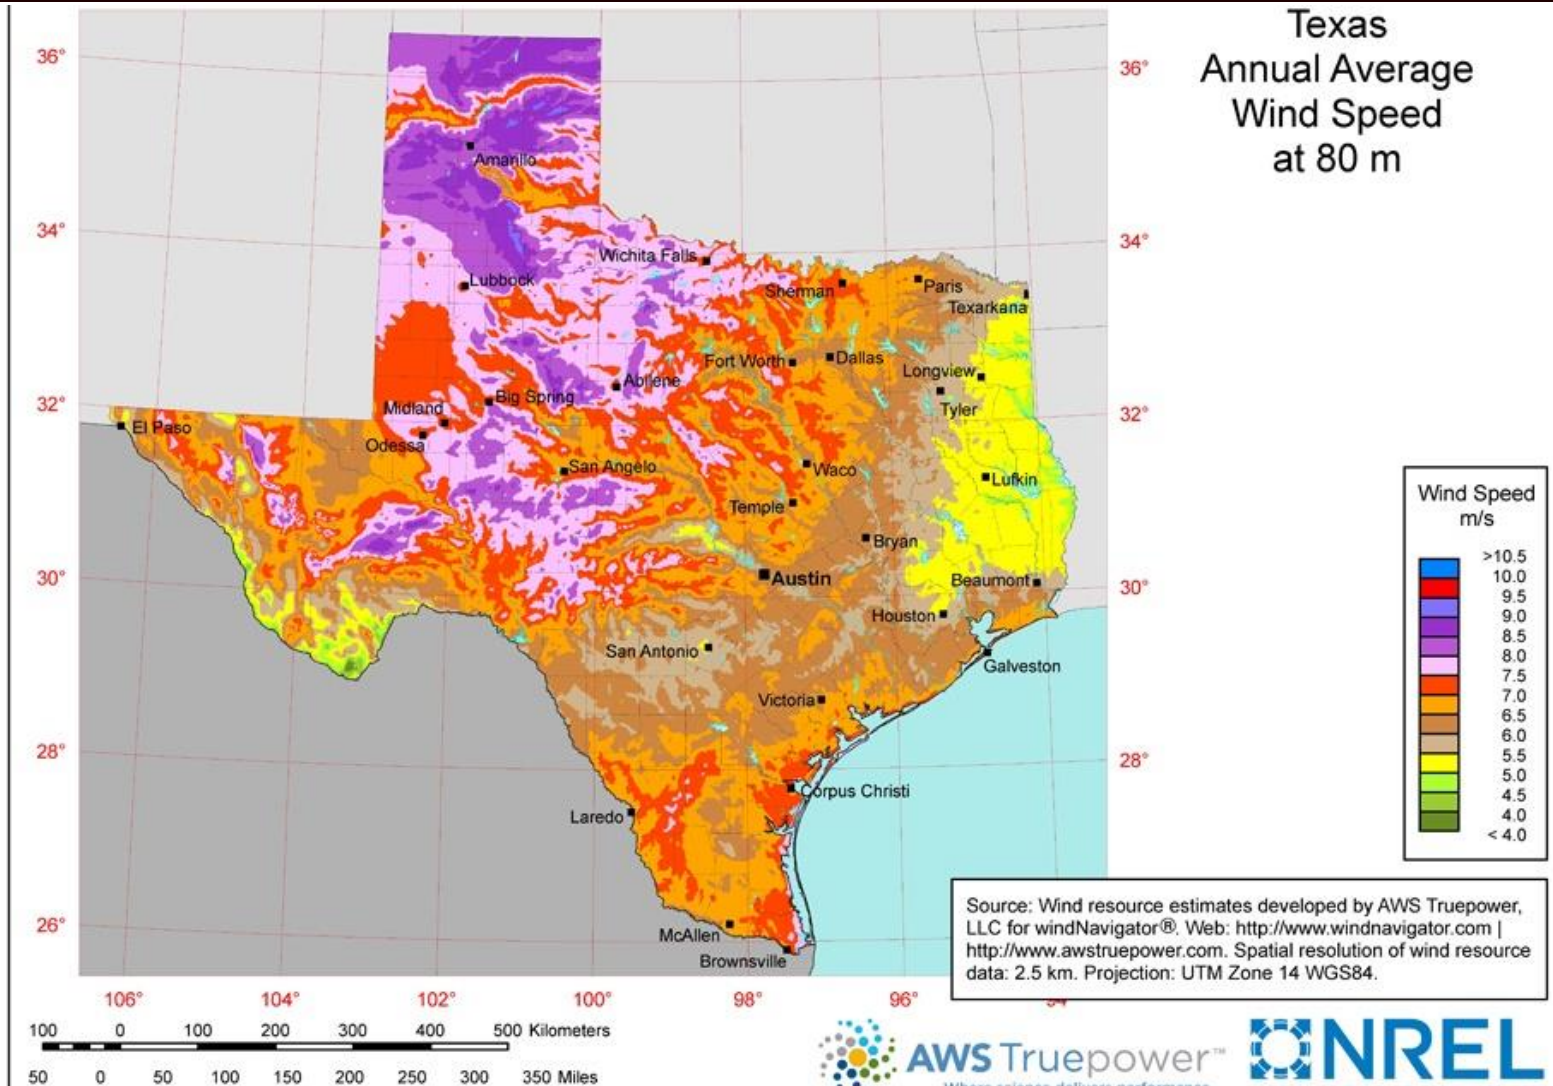 Texas
Annual Average
Wind Speed
at 80 m
36°
34°
32°
30°
28°
26°
36°
34°
32°
30°
28°
106°
104°
102°
100°
98°
96°
94°
Amarillo
Lubbock
Wichita Falls
Sherman
Paris
Texarkana
Fort Worth
Dallas
Longview
Tyler
Abilene
Big Spring
Midland
Odessa
El Paso
San Angelo
Waco
Lufkin
Temple
Bryan
Austin
Beaumont
Houston
San Antonio
Galveston
Victoria
Corpus Christi
Laredo
McAllen
Brownsville
Wind Speed
m/s
>10.5
10.0
9.5
9.0
8.5
8.0
7.5
7.0
6.5
6.0
5.5
5.0
4.5
4.0
< 4.0
Source: Wind resource estimates developed by AWS Truepower,
LLC for windNavigator®. Web: http://www.windnavigator.com |
http://www.awstruepower.com. Spatial resolution of wind resource
data: 2.5 km. Projection: UTM Zone 14 WGS84.
100 0 100 200 300 400 500 Kilometers
50 0 50 100 150 200 250 300 350 Miles
AWS Truepower™
Where science delivers performance
NREL